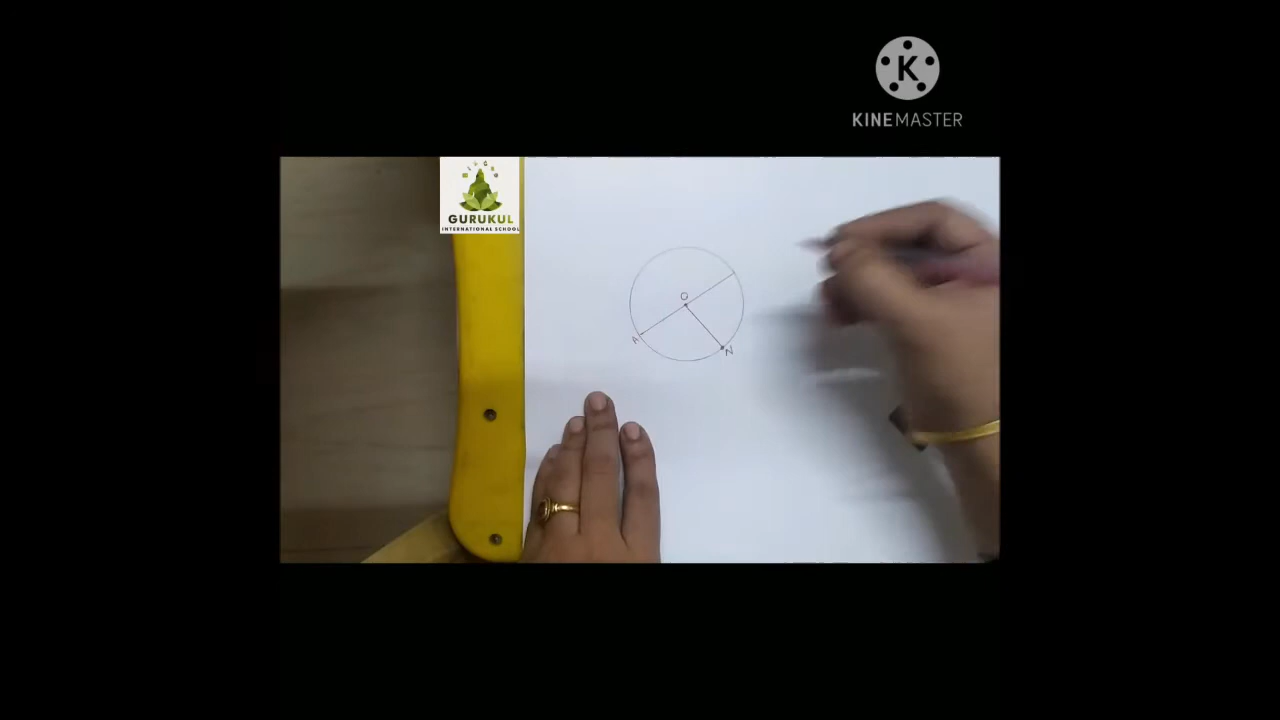 KINEMASTER
GURUKUL
INTERNATIONAL SCHOOL
O
N